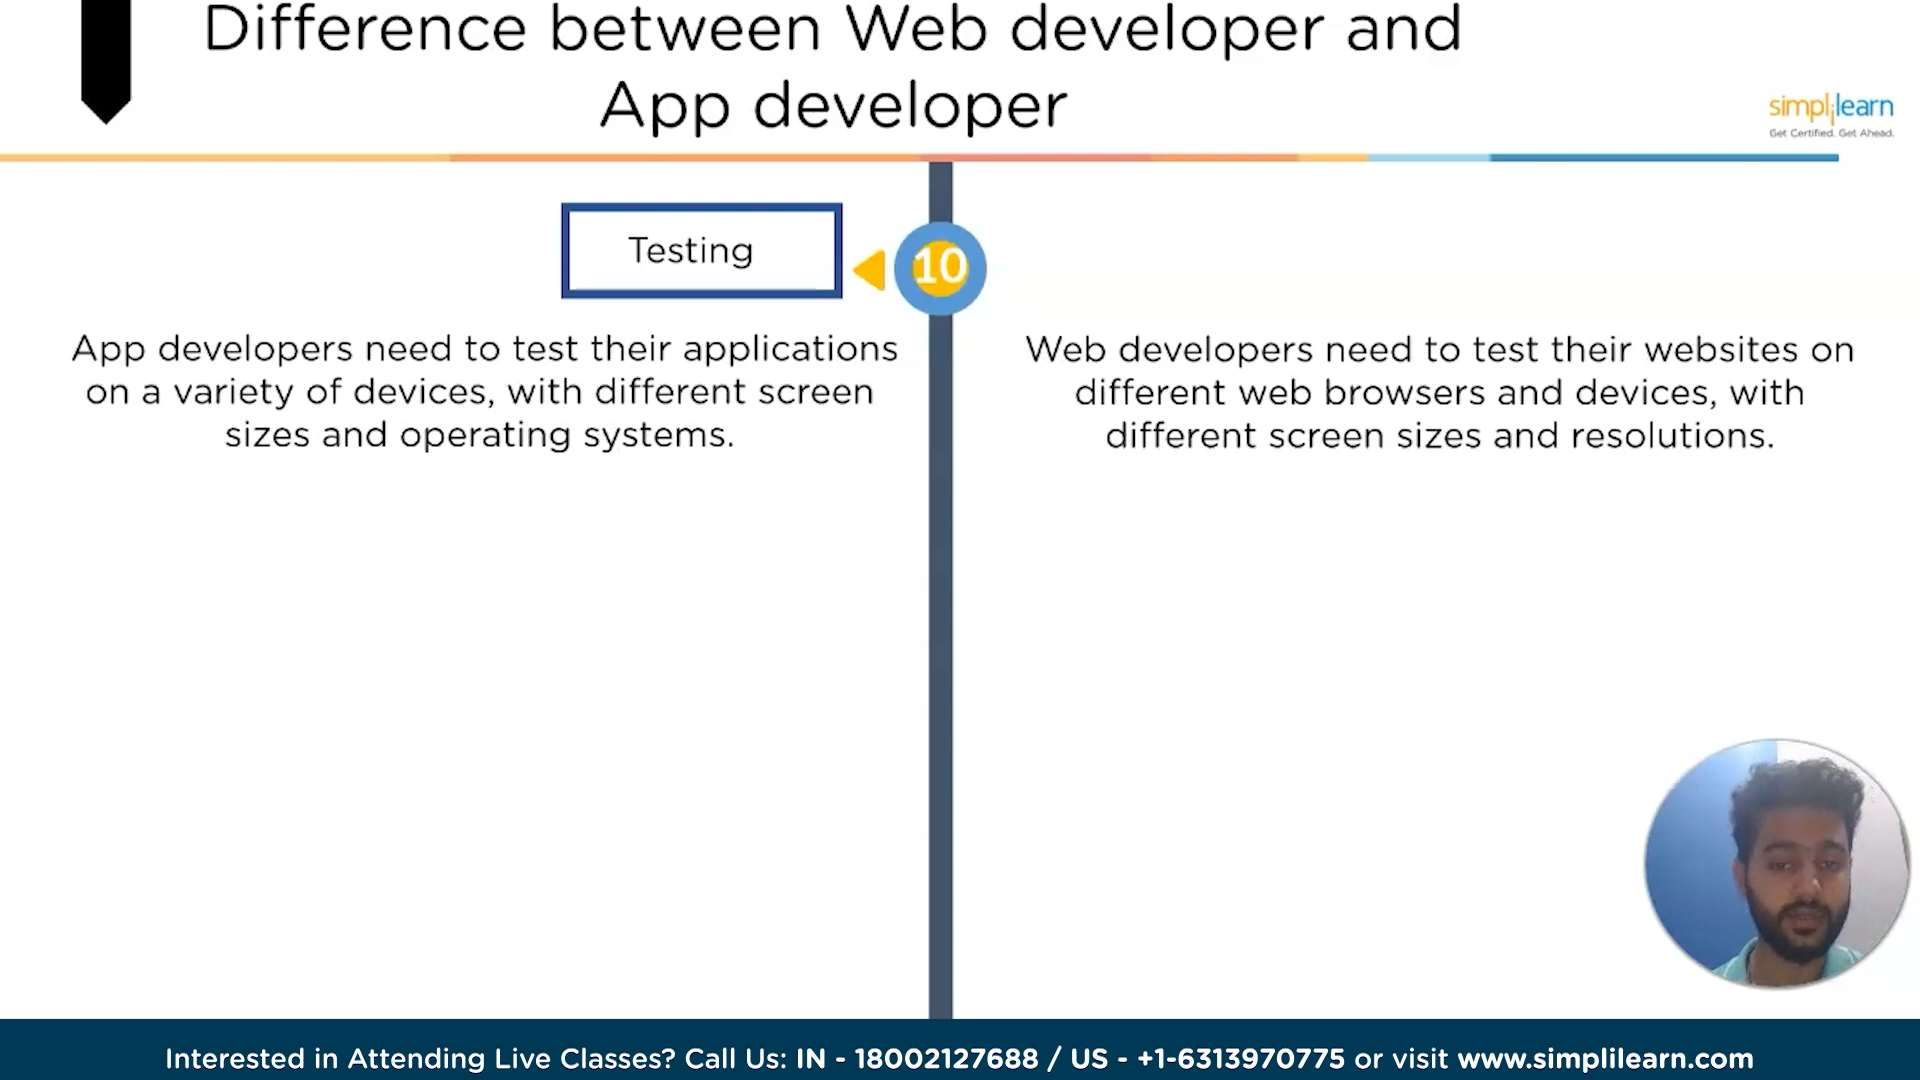 Difference between Web developer and
App developer
simplilearn
Get Certified. Get Ahead.
Testing
10
App developers need to test their applications
on a variety of devices, with different screen
sizes and operating systems.
Web developers need to test their websites on
different web browsers and devices, with
different screen sizes and resolutions.
Interested in Attending Live Classes? Call Us: IN - 18002127688 / US - +1-6313970775 or visit www.simplilearn.com